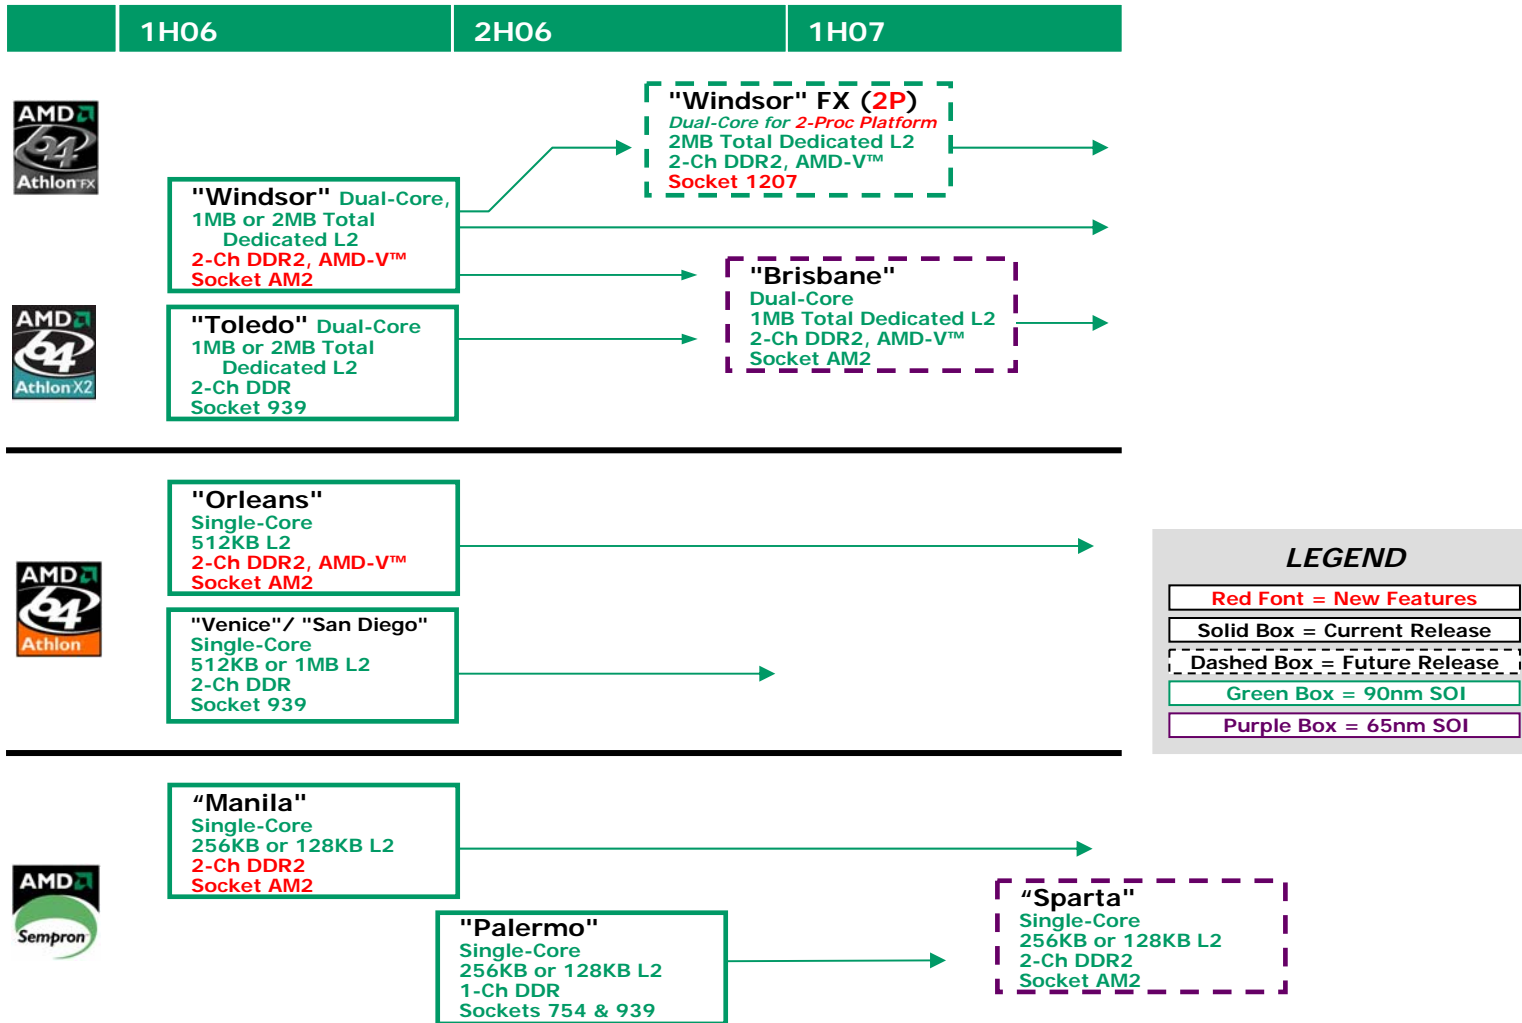 1H06 2H06 1H07
AMD
64
Athlon FX
"Windsor" FX (2P)
Dual-Core for 2-Proc Platform
2MB Total Dedicated L2
2-Ch DDR2, AMD-V™
Socket 1207
"Windsor" Dual-Core,
1MB or 2MB Total
Dedicated L2
2-Ch DDR2, AMD-V™
Socket AM2
"Brisbane"
Dual-Core
1MB Total Dedicated L2
2-Ch DDR2, AMD-V™
Socket AM2
AMD
64
Athlon X2
"Toledo" Dual-Core
1MB or 2MB Total
Dedicated L2
2-Ch DDR
Socket 939
"Orleans"
Single-Core
512KB L2
2-Ch DDR2, AMD-V™
Socket AM2
AMD
64
Athlon
"Venice"/ "San Diego"
Single-Core
512KB or 1MB L2
2-Ch DDR
Socket 939
LEGEND
Red Font = New Features
Solid Box = Current Release
Dashed Box = Future Release
Green Box = 90nm SOI
Purple Box = 65nm SOI
“Manila"
Single-Core
256KB or 128KB L2
2-Ch DDR2
Socket AM2
AMD
Sempron
"Palermo"
Single-Core
256KB or 128KB L2
1-Ch DDR
Sockets 754 & 939
“Sparta"
Single-Core
256KB or 128KB L2
2-Ch DDR2
Socket AM2